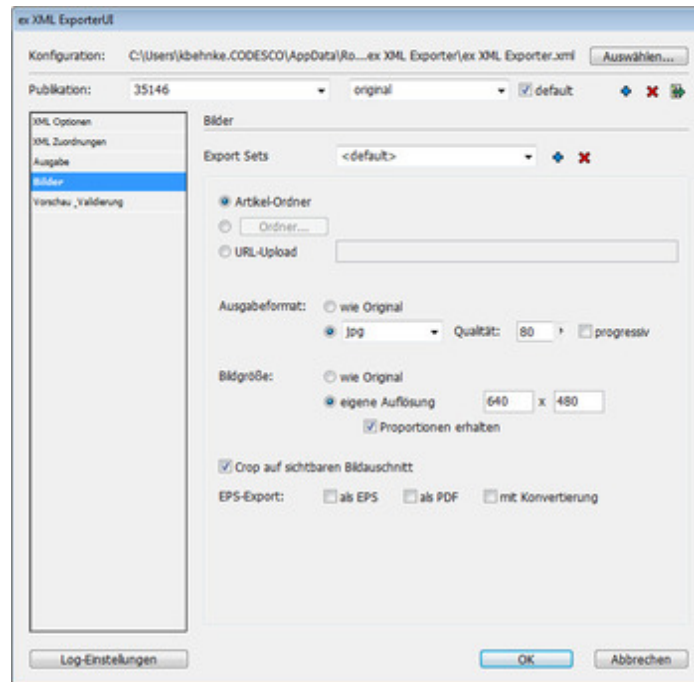 ex XML ExporterUI
Konfiguration: C:\Users\kbehnke.CODESCO\AppData\Ro....ex XML Exporter\ex XML Exporter.xml Auswählen...
Publikation: 35146 original default
XML Optionen
XML Zuordnungen
Ausgabe
Bilder
Vorschau_Validierung
Bilder
Export Sets <default>
Artikel-Ordner
Ordner...
URL-Upload
Ausgabeformat: wie Original
jpg Qualität: 80 progressiv
Bildgröße: wie Original
eigene Auflösung 640 x 480
Proportionen erhalten
Crop auf sichtbaren Bildauschnitt
EPS-Export: als EPS als PDF mit Konvertierung
Log-Einstellungen OK Abbrechen